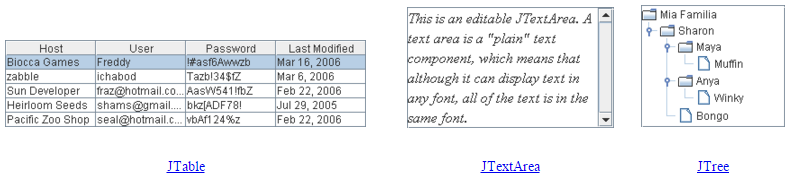 Host User Password Last Modified
Biocca Games Freddy !#asf6Awwzb Mar 16, 2006
zabble ichabod Tazb!34$fZ Mar 6, 2006
Sun Developer fraz@hotmail.co... AasW541!fbZ Feb 22, 2006
Heirloom Seeds shams@gmail.... bkz[ADF78! Jul 29, 2005
Pacific Zoo Shop seal@hotmail.c... vbAf124%z Feb 22, 2006
JTable
This is an editable JTextArea. A
text area is a "plain" text
component, which means that
although it can display text in
any font, all of the text is in the
same font.
JTextArea
Mia Familia
Sharon
Maya
Muffin
Anya
Winky
Bongo
JTree